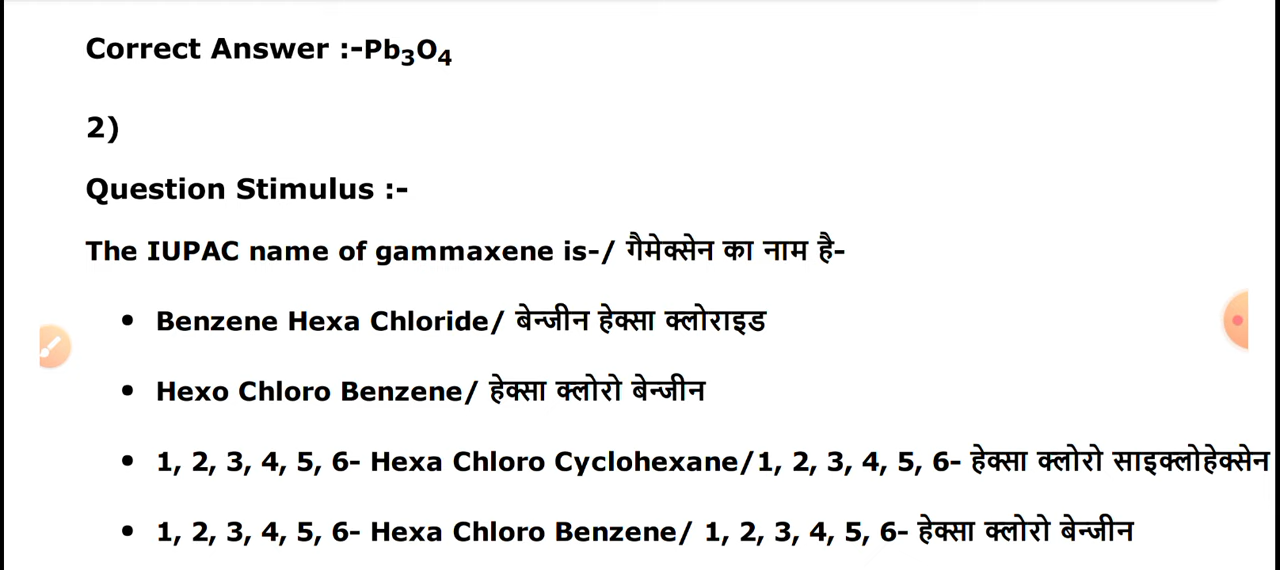 Correct Answer :-Pb₃O₄
2)
Question Stimulus :-
The IUPAC name of gammaxene is-/ गैमेक्सेन का नाम है-
• Benzene Hexa Chloride/ बेन्जीन हेक्सा क्लोराइड
• Hexo Chloro Benzene/ हेक्सा क्लोरो बेन्जीन
• 1, 2, 3, 4, 5, 6- Hexa Chloro Cyclohexane/1, 2, 3, 4, 5, 6- हेक्सा क्लोरो साइक्लोहेक्सेन
• 1, 2, 3, 4, 5, 6- Hexa Chloro Benzene/ 1, 2, 3, 4, 5, 6- हेक्सा क्लोरो बेन्जीन